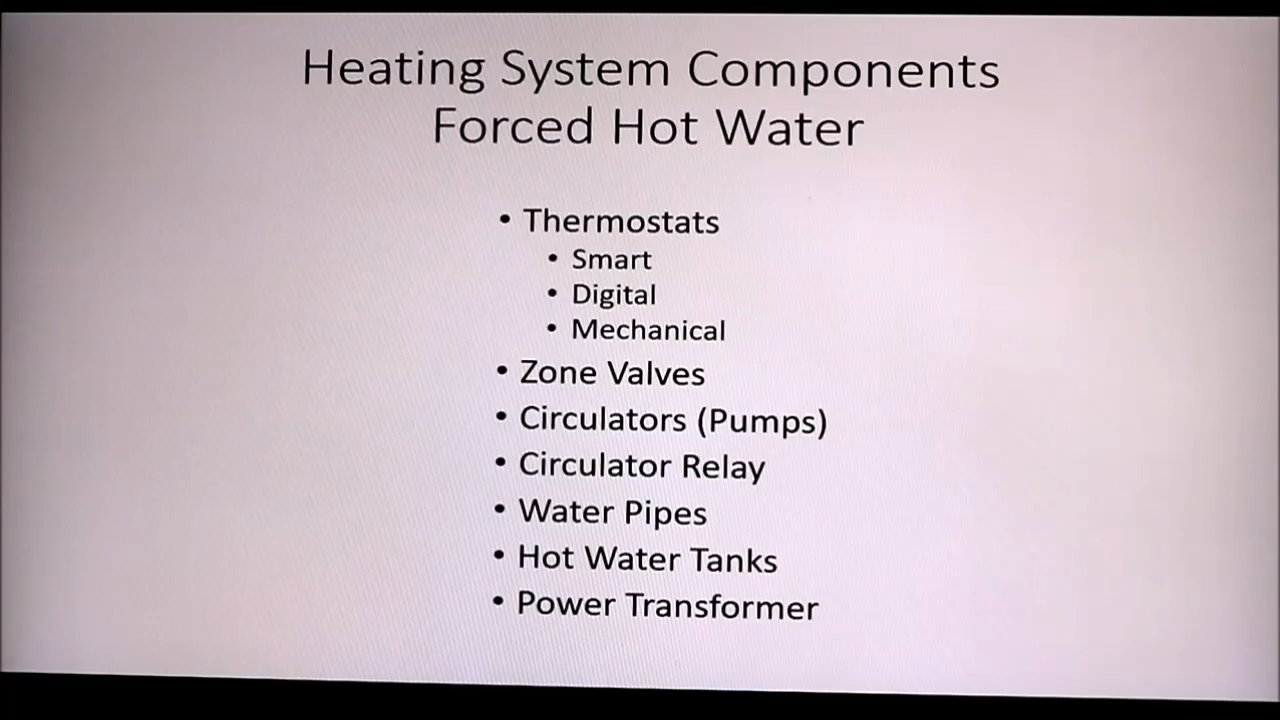 Heating System Components
Forced Hot Water
• Thermostats
• Smart
• Digital
• Mechanical
• Zone Valves
• Circulators (Pumps)
• Circulator Relay
• Water Pipes
• Hot Water Tanks
• Power Transformer